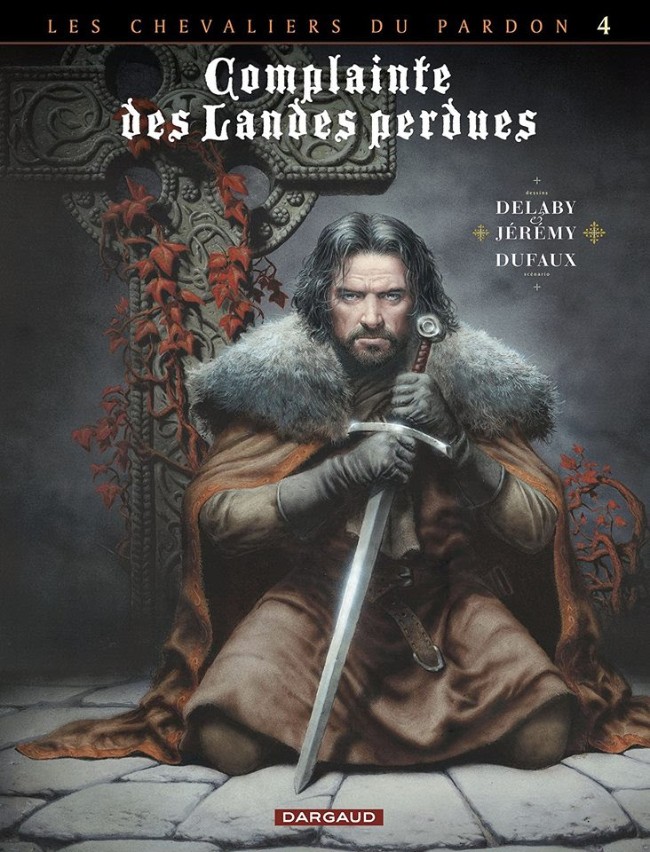 LES CHEVALIERS DU PARDON 4
Complainte
des Landes perdues
dessins
DELABY
&
JÉRÉMY
DUFAUX
scénario
DARGAUD